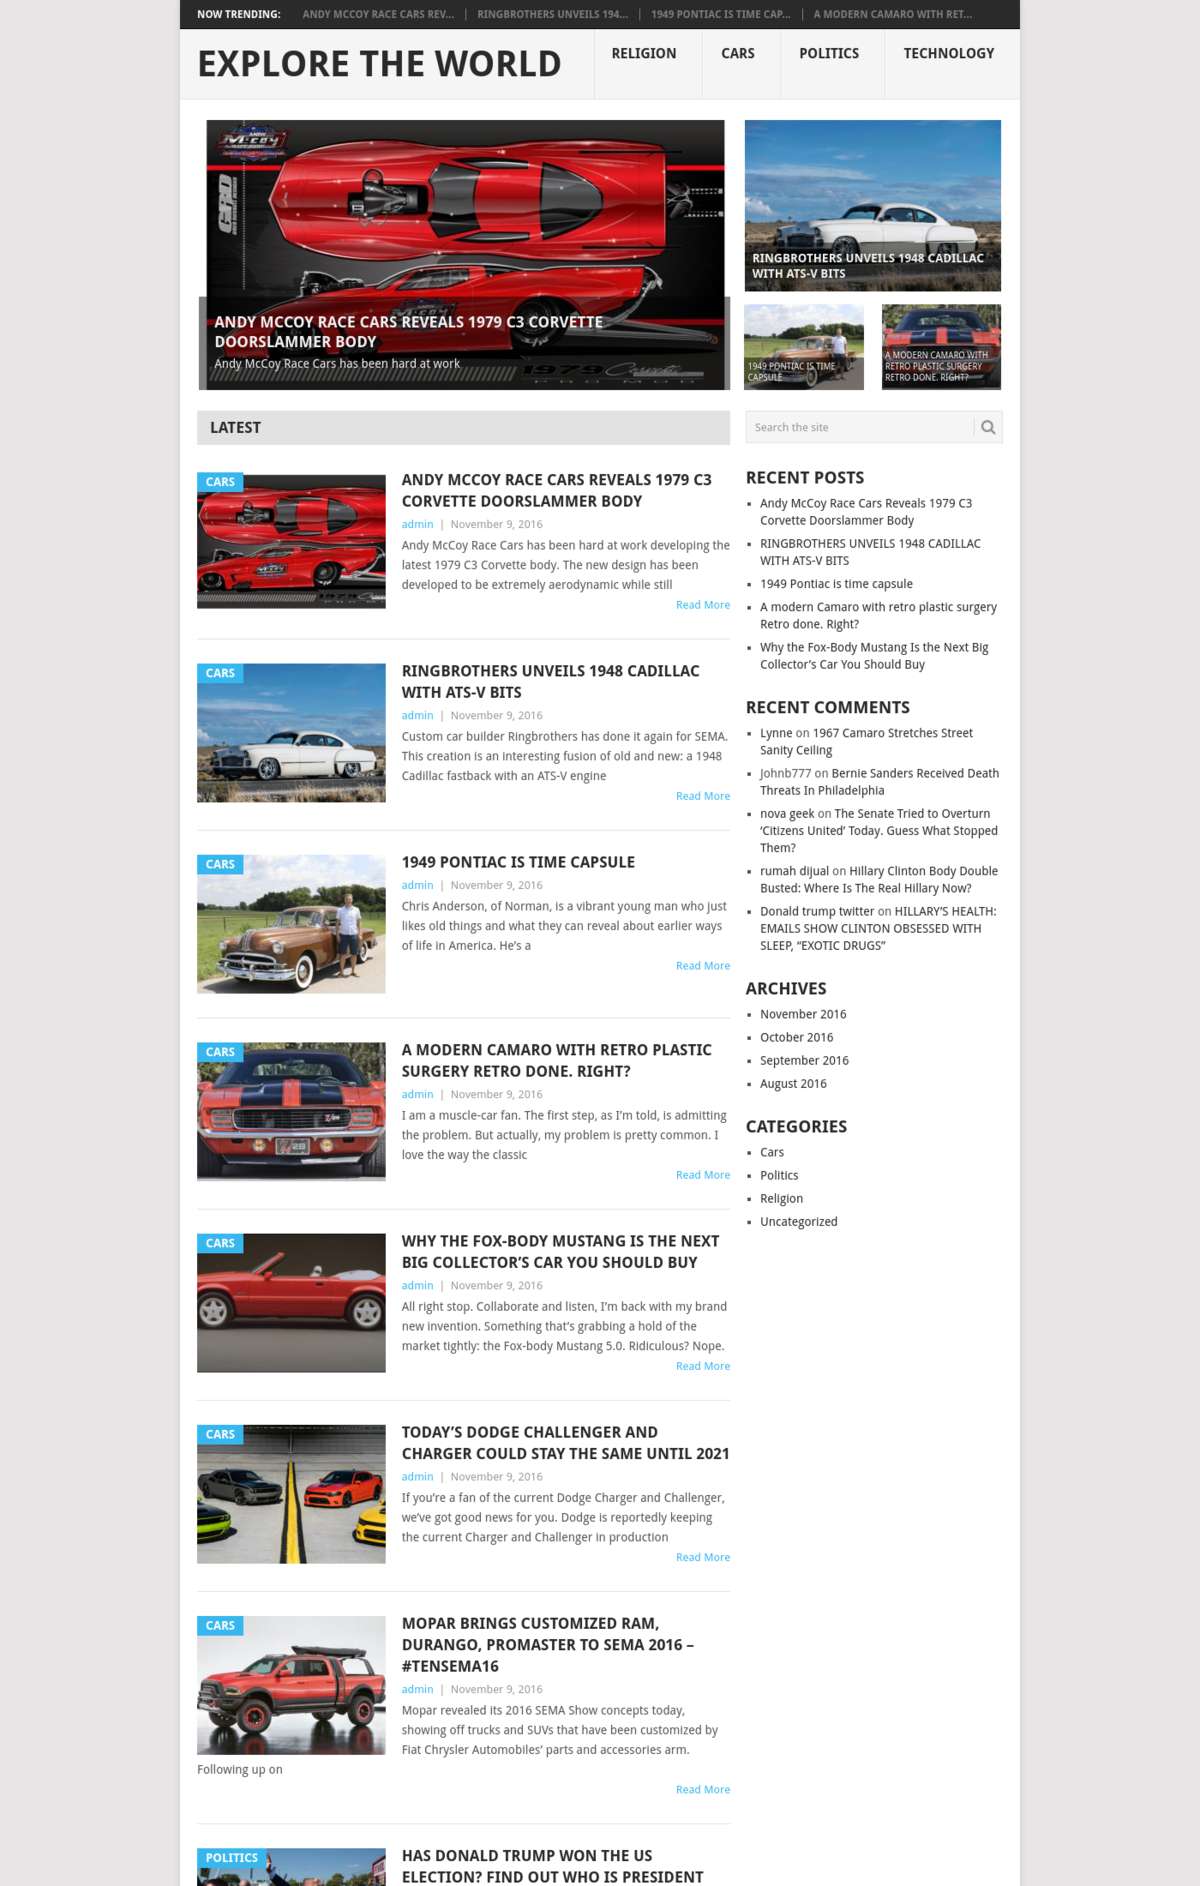 NOW TRENDING:
ANDY MCCOY RACE CARS REV...
RINGBROTHERS UNVEILS 194...
1949 PONTIAC IS TIME CAP...
A MODERN CAMARO WITH RET...
EXPLORE THE WORLD
RELIGION
CARS
POLITICS
TECHNOLOGY
ANDY MCCOY RACE CARS REVEALS 1979 C3 CORVETTE
DOORSLAMMER BODY
Andy McCoy Race Cars has been hard at work
RINGBROTHERS UNVEILS 1948 CADILLAC
WITH ATS-V BITS
1949 PONTIAC IS TIME
CAPSULE
A MODERN CAMARO WITH
RETRO PLASTIC SURGERY
RETRO DONE. RIGHT?
LATEST
CARS
ANDY MCCOY RACE CARS REVEALS 1979 C3
CORVETTE DOORSLAMMER BODY
admin | November 9, 2016
Andy McCoy Race Cars has been hard at work developing the
latest 1979 C3 Corvette body. The new design has been
developed to be extremely aerodynamic while still
Read More
CARS
RINGBROTHERS UNVEILS 1948 CADILLAC
WITH ATS-V BITS
admin | November 9, 2016
Custom car builder Ringbrothers has done it again for SEMA.
This creation is an interesting fusion of old and new: a 1948
Cadillac fastback with an ATS-V engine
Read More
CARS
1949 PONTIAC IS TIME CAPSULE
admin | November 9, 2016
Chris Anderson, of Norman, is a vibrant young man who just
likes old things and what they can reveal about earlier ways
of life in America. He's a
Read More
CARS
A MODERN CAMARO WITH RETRO PLASTIC
SURGERY RETRO DONE. RIGHT?
admin | November 9, 2016
I am a muscle-car fan. The first step, as I'm told, is admitting
the problem. But actually, my problem is pretty common. I
love the way the classic
Read More
CARS
WHY THE FOX-BODY MUSTANG IS THE NEXT
BIG COLLECTOR'S CAR YOU SHOULD BUY
admin | November 9, 2016
All right stop. Collaborate and listen, I'm back with my brand
new invention. Something that's grabbing a hold of the
market tightly: the Fox-body Mustang 5.0. Ridiculous? Nope.
Read More
CARS
TODAY'S DODGE CHALLENGER AND
CHARGER COULD STAY THE SAME UNTIL 2021
admin | November 9, 2016
If you're a fan of the current Dodge Charger and Challenger,
we've got good news for you. Dodge is reportedly keeping
the current Charger and Challenger in production
Read More
CARS
MOPAR BRINGS CUSTOMIZED RAM,
DURANGO, PROMASTER TO SEMA 2016 –
#TENSEMA16
admin | November 9, 2016
Mopar revealed its 2016 SEMA Show concepts today,
showing off trucks and SUVs that have been customized by
Fiat Chrysler Automobiles' parts and accessories arm.
Following up on
Read More
POLITICS
HAS DONALD TRUMP WON THE US
ELECTION? FIND OUT WHO IS PRESIDENT
Search the site
RECENT POSTS
Andy McCoy Race Cars Reveals 1979 C3
Corvette Doorslammer Body
RINGBROTHERS UNVEILS 1948 CADILLAC
WITH ATS-V BITS
1949 Pontiac is time capsule
A modern Camaro with retro plastic surgery
Retro done. Right?
Why the Fox-Body Mustang Is the Next Big
Collector's Car You Should Buy
RECENT COMMENTS
Lynne on 1967 Camaro Stretches Street
Sanity Ceiling
Johnb777 on Bernie Sanders Received Death
Threats In Philadelphia
nova geek on The Senate Tried to Overturn
‘Citizens United’ Today. Guess What Stopped
Them?
rumah dijual on Hillary Clinton Body Double
Busted: Where Is The Real Hillary Now?
Donald trump twitter on HILLARY'S HEALTH:
EMAILS SHOW CLINTON OBSESSED WITH
SLEEP, “EXOTIC DRUGS”
ARCHIVES
November 2016
October 2016
September 2016
August 2016
CATEGORIES
Cars
Politics
Religion
Uncategorized